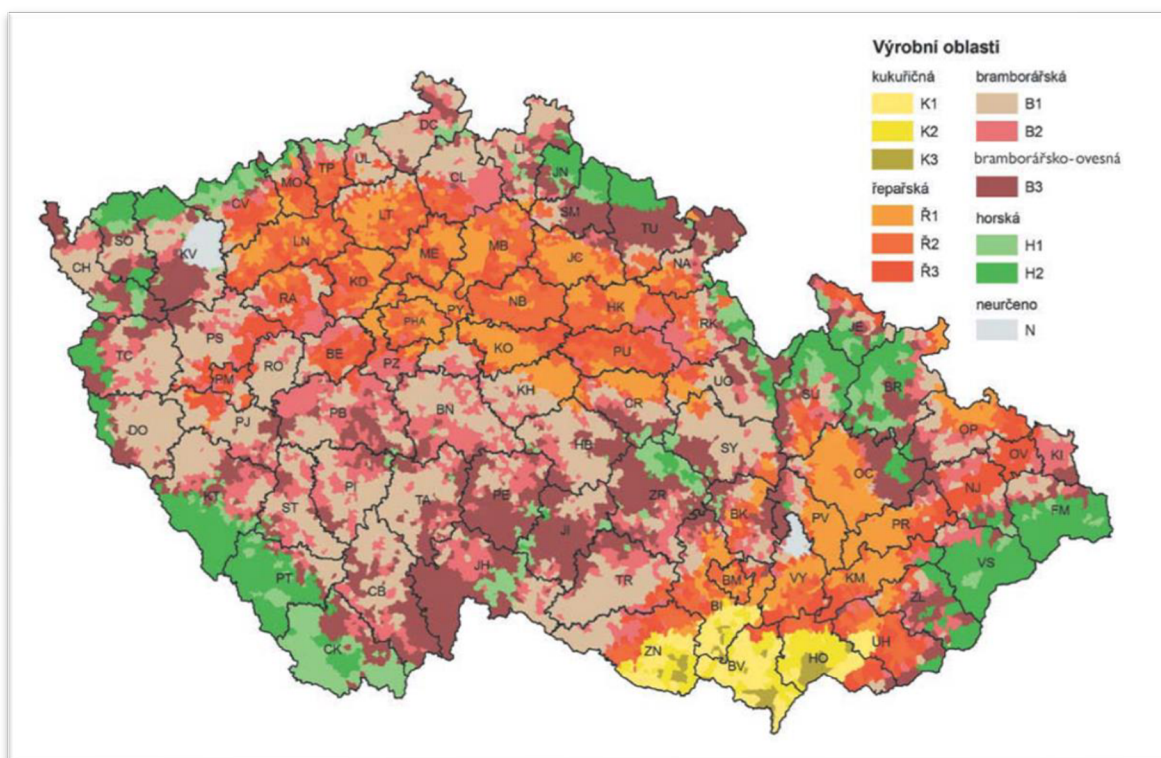 Výrobní oblasti
kukuřičná
K1
K2
K3
řepařská
Ř1
Ř2
Ř3
bramborářská
B1
B2
bramborářsko-ovesná
B3
horská
H1
H2
neurčeno
N
DC
LI
UL
TP
MO
CL
JN
CV
LT
SM
TU
SO
KV
LN
ME
MB
JC
NA
CH
RA
KD
NB
HK
PHA
PY
RK
JE
TC
PS
BE
PZ
KO
PU
PM
RO
KH
CR
UO
SU
BR
DO
PJ
PB
BN
HB
SY
OP
OV
KI
OC
NJ
KT
ST
PI
TA
PE
ZR
BK
PV
PR
FM
JI
VS
PT
CB
JH
TR
BM
VY
KM
BI
ZL
CK
ZN
BV
HO
UH